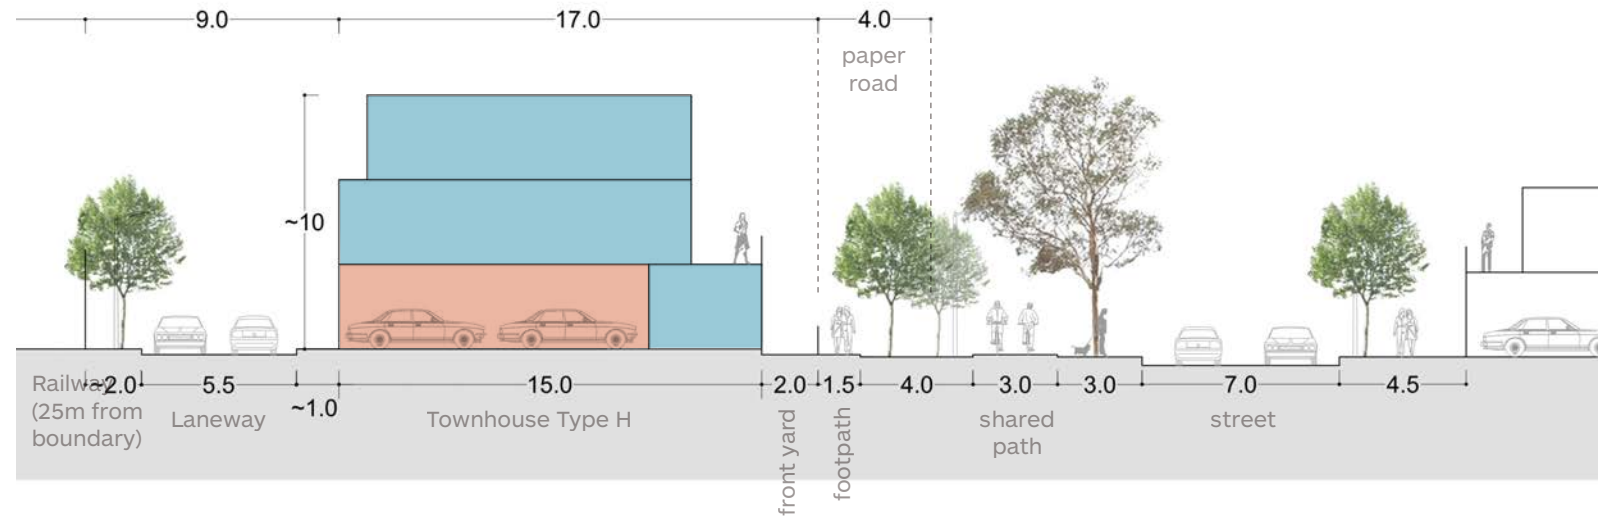 9.0
17.0
4.0
paper
road
~10
Railway
(25m from
boundary)
~2.0
5.5
~1.0
15.0
2.0
1.5
4.0
3.0
3.0
7.0
4.5
Laneway
Townhouse Type H
front yard
footpath
shared
path
street